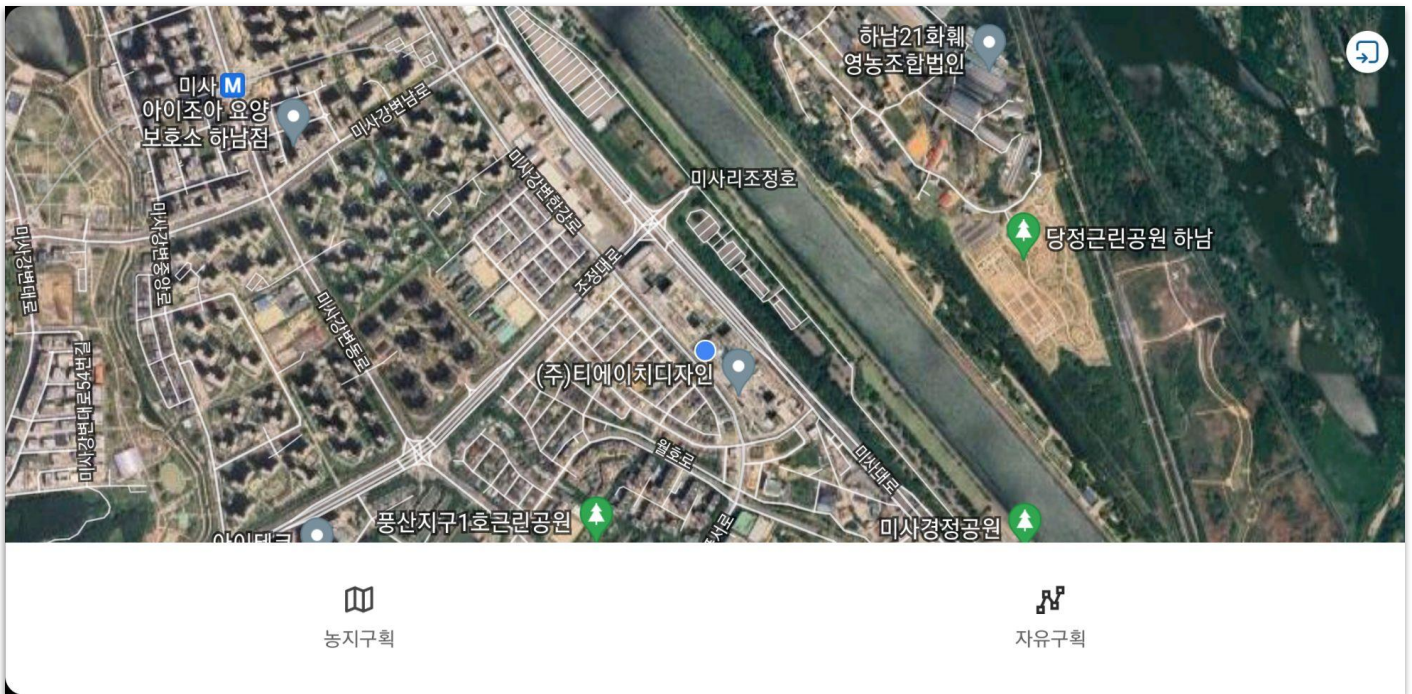 하남21화훼
영농조합법인
미사 M
아이조아 요양
보호소 하남점
미사강변남로
미사강변한강로
미사리조정호
미사강변대로
미사강변중앙로
당정근린공원 하남
조정대로
미사강변동로
미사강변대로54번길
(주)티에이치디자인
월호로
미사대로
풍산지구1호근린공원
미사경정공원
농지구획
자유구획